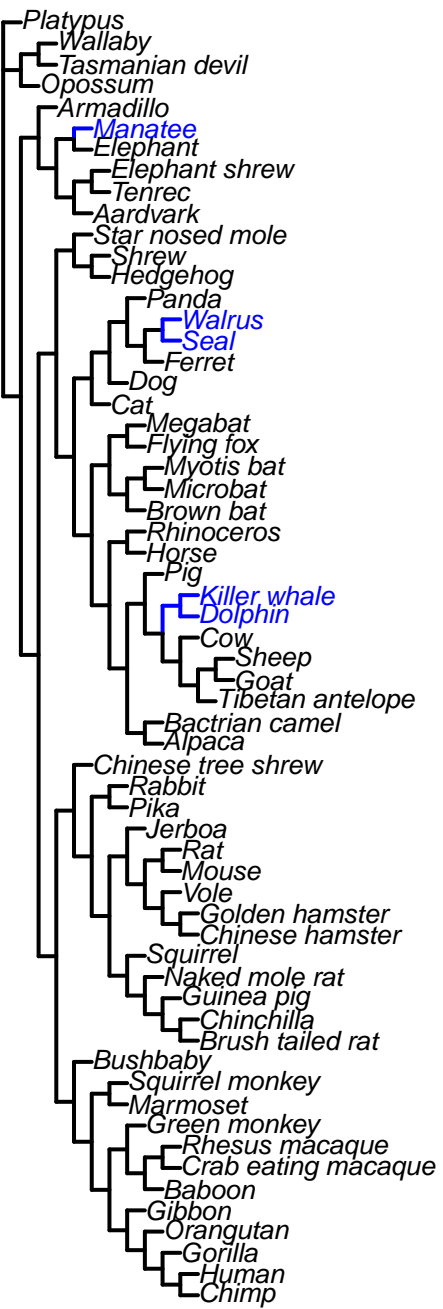 Platypus
Wallaby
Tasmanian devil
Opossum
Armadillo
Manatee
Elephant
Elephant shrew
Tenrec
Aardvark
Star nosed mole
Shrew
Hedgehog
Panda
Walrus
Seal
Ferret
Dog
Cat
Megabat
Flying fox
Myotis bat
Microbat
Brown bat
Rhinoceros
Horse
Pig
Killer whale
Dolphin
Cow
Sheep
Goat
Tibetan antelope
Bactrian camel
Alpaca
Chinese tree shrew
Rabbit
Pika
Jerboa
Rat
Mouse
Vole
Golden hamster
Chinese hamster
Squirrel
Naked mole rat
Guinea pig
Chinchilla
Brush tailed rat
Bushbaby
Squirrel monkey
Marmoset
Green monkey
Rhesus macaque
Crab eating macaque
Baboon
Gibbon
Orangutan
Gorilla
Human
Chimp